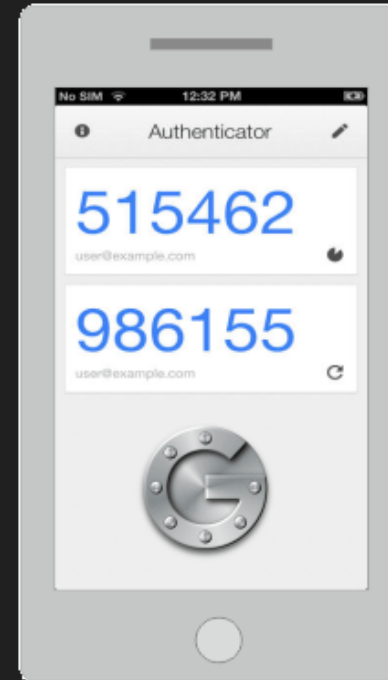 No SIM 12:32 PM
Authenticator
515462
user@example.com
986155
user@example.com